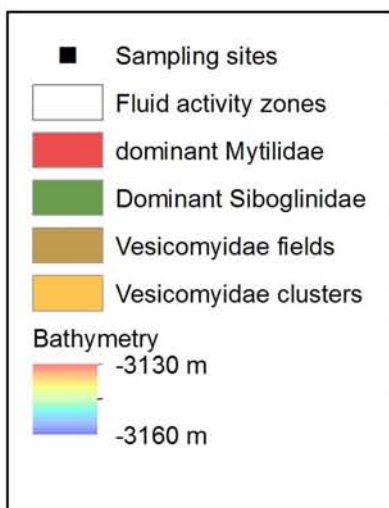 Sampling sites
Fluid activity zones
dominant Mytilidae
Dominant Siboglinidae
Vesicomyidae fields
Vesicomyidae clusters
Bathymetry
-3130 m
-3160 m